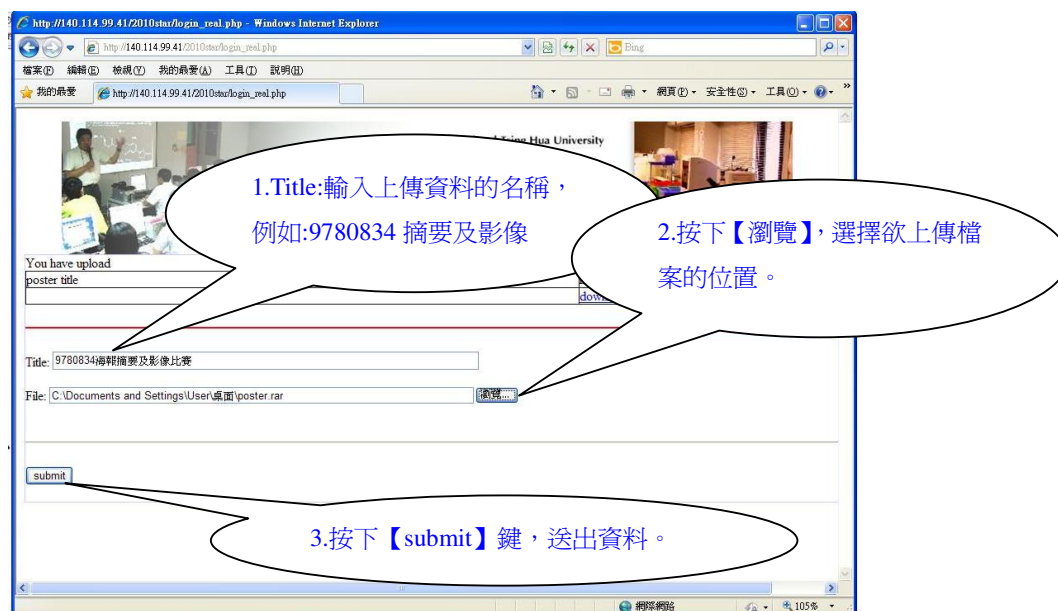 http://140.114.99.41/2010star/login_real.php - Windows Internet Explorer
http://140.114.99.41/2010star/login_real.php
Bing
檔案(F) 編輯(E) 檢視(V) 我的最愛(A) 工具(T) 說明(H)
我的最愛 http://140.114.99.41/2010star/login_real.php 網頁(P) 安全性(S) 工具(O) »
Tsing Hua University
1.Title:輸入上傳資料的名稱，
例如:9780834 摘要及影像
2.按下【瀏覽】，選擇欲上傳檔
案的位置。
You have upload
poster title
Title: 9780834海報摘要及影像比賽
File: C:\Documents and Settings\User\桌面\poster.rar 瀏覽...
submit
3.按下【submit】鍵，送出資料。
網際網路 105%